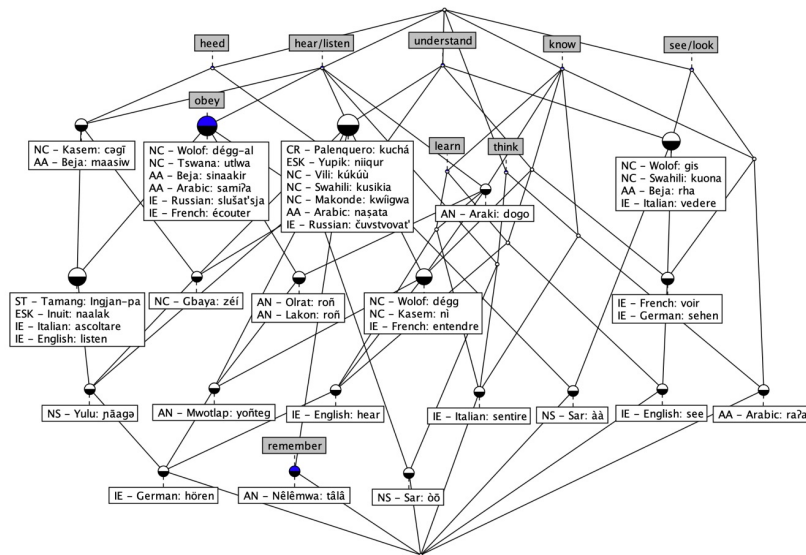 heed
hear/listen
understand
know
see/look
obey
learn
think
NC – Kasem: cəgī
AA – Beja: maasiw
NC – Wolof: dégg-al
NC – Tswana: utlwa
AA – Beja: sinaakir
AA – Arabic: samiʔa
IE – Russian: slušat'sja
IE – French: écouter
CR – Palenquero: kuchá
ESK – Yupik: niiqur
NC – Vili: kúkúù
NC – Swahili: kusikia
NC – Makonde: kwíigwa
AA – Arabic: naṣata
IE – Russian: čuvstvovat'
AN – Araki: dogo
NC – Wolof: gis
NC – Swahili: kuona
AA – Beja: rha
IE – Italian: vedere
ST – Tamang: Ingjan-pa
ESK – Inuit: naalak
IE – Italian: ascoltare
IE – English: listen
NC – Gbaya: zéí
AN – Olrat: roñ
AN – Lakon: roñ
NC – Wolof: dégg
NC – Kasem: nì
IE – French: entendre
IE – French: voir
IE – German: sehen
NS – Yulu: ɲāagə
AN – Mwotlap: yoñteg
IE – English: hear
IE – Italian: sentire
NS – Sar: àà
IE – English: see
AA – Arabic: raʔa
remember
IE – German: hören
AN – Nêlêmwa: tâlâ
NS – Sar: òō